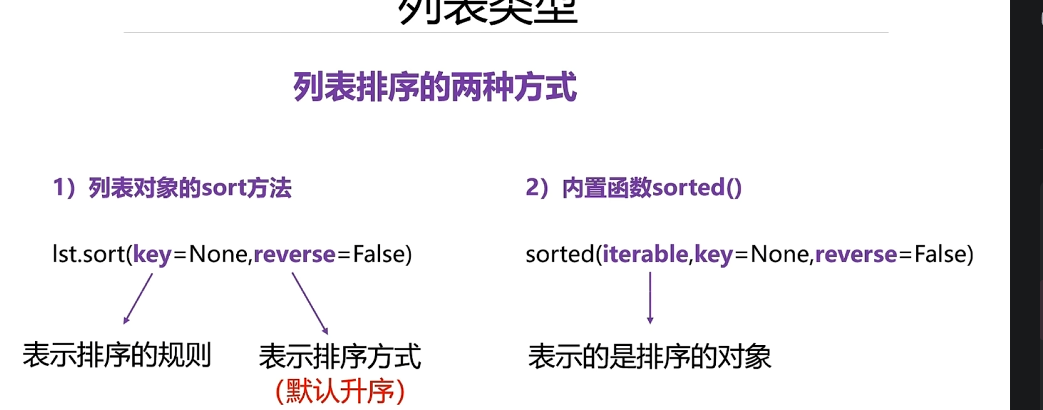 列表类型
列表排序的两种方式
1）列表对象的sort方法
lst.sort(key=None,reverse=False)
表示排序的规则
表示排序方式
（默认升序）
2）内置函数sorted()
sorted(iterable,key=None,reverse=False)
表示的是排序的对象